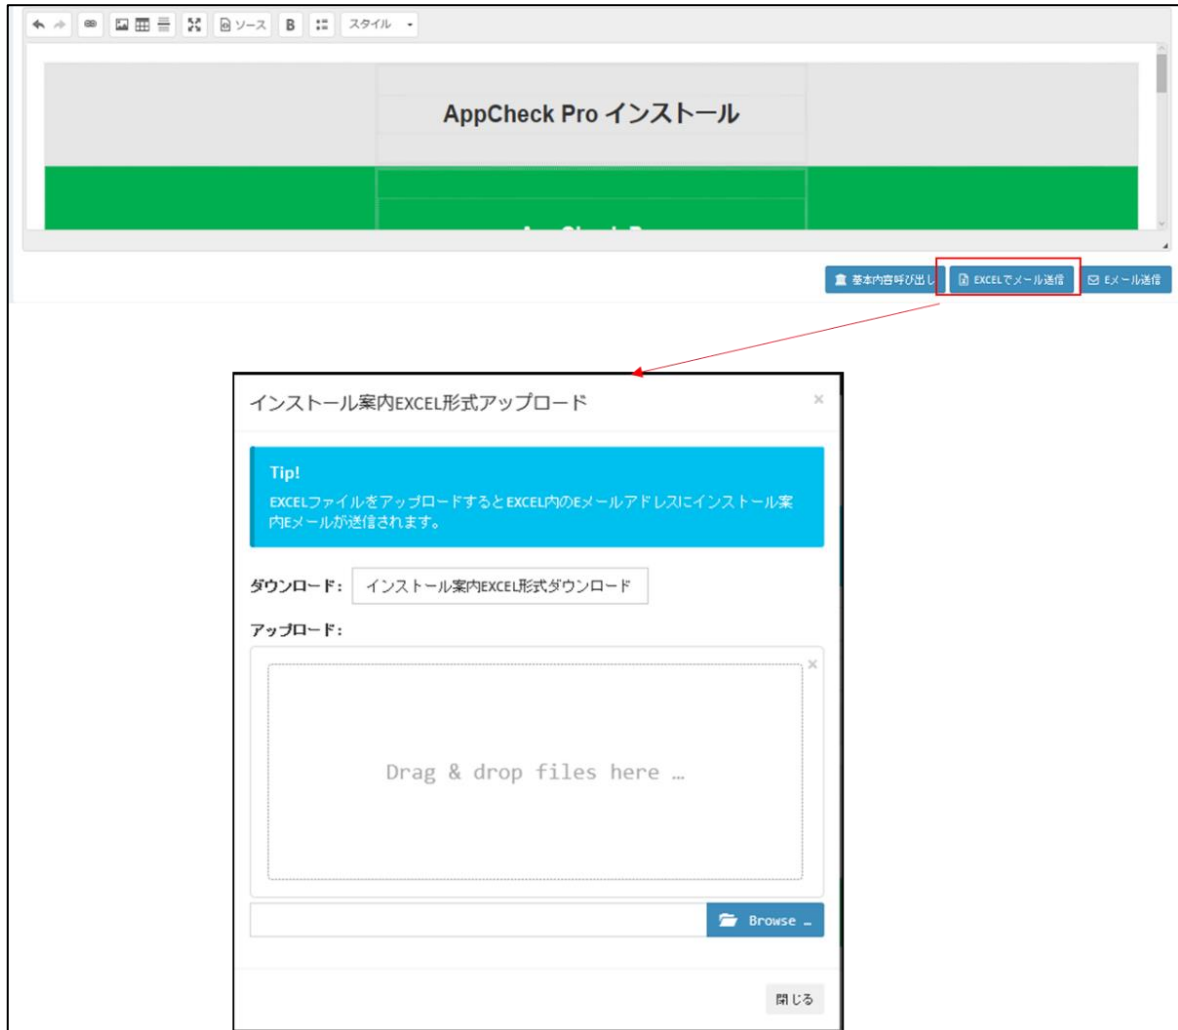 ソース B スタイル
AppCheck Pro インストール
基本内容呼び出し EXCELでメール送信 Eメール送信
インストール案内EXCEL形式アップロード ×
Tip!
EXCELファイルをアップロードするとEXCEL内のEメールアドレスにインストール案
内Eメールが送信されます。
ダウンロード: インストール案内EXCEL形式ダウンロード
アップロード:
×
Drag & drop files here …
Browse …
閉じる